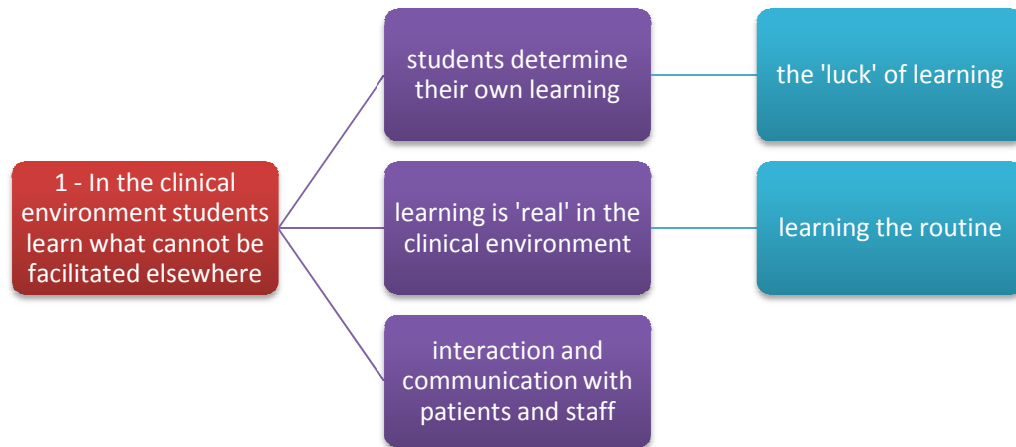 students determine
their own learning
the 'luck' of learning
1 - In the clinical
environment students
learn what cannot be
facilitated elsewhere
learning is 'real' in the
clinical environment
learning the routine
interaction and
communication with
patients and staff